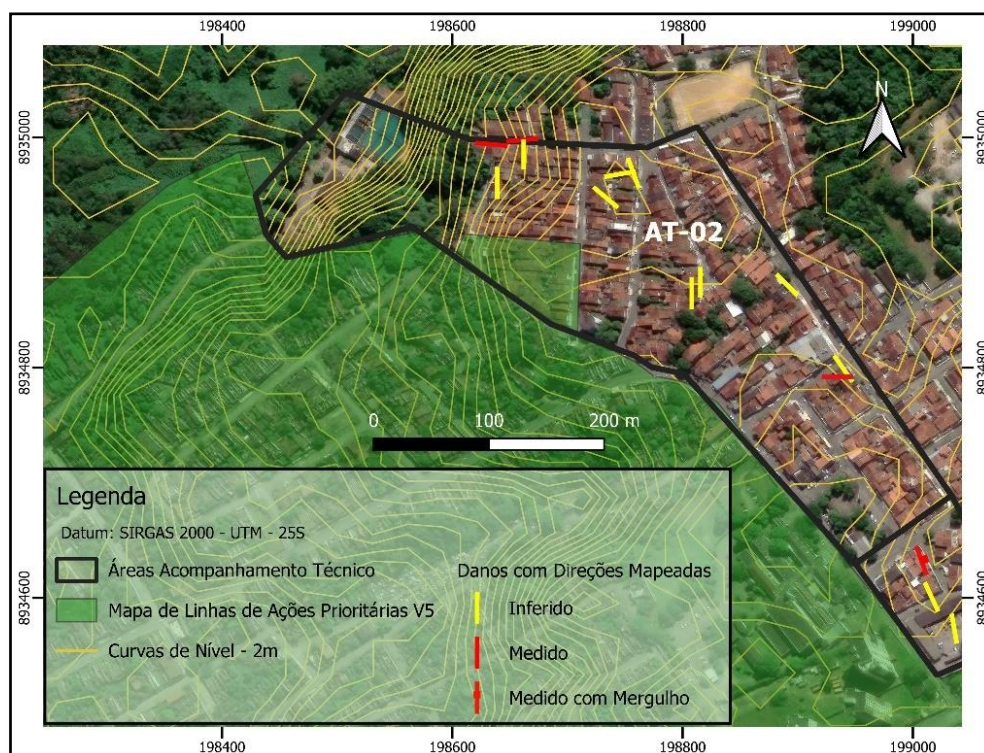 198400 198600 198800 199000
8935000 8935000
N
AT-02
8934800 8934800
0 100 200 m
Legenda
Datum: SIRGAS 2000 - UTM - 25S
Áreas Acompanhamento Técnico
Mapa de Linhas de Ações Prioritárias V5
Curvas de Nível - 2m
Danos com Direções Mapeadas
Inferido
Medido
Medido com Mergulho
8934600 8934600
198400 198600 198800 199000